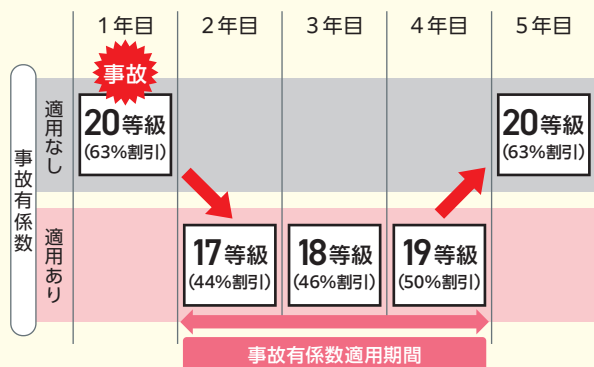 1年目
2年目
3年目
4年目
5年目
事故
事故有係数
適用なし
20等級
(63%割引)
20等級
(63%割引)
適用あり
17等級
(44%割引)
18等級
(46%割引)
19等級
(50%割引)
事故有係数適用期間